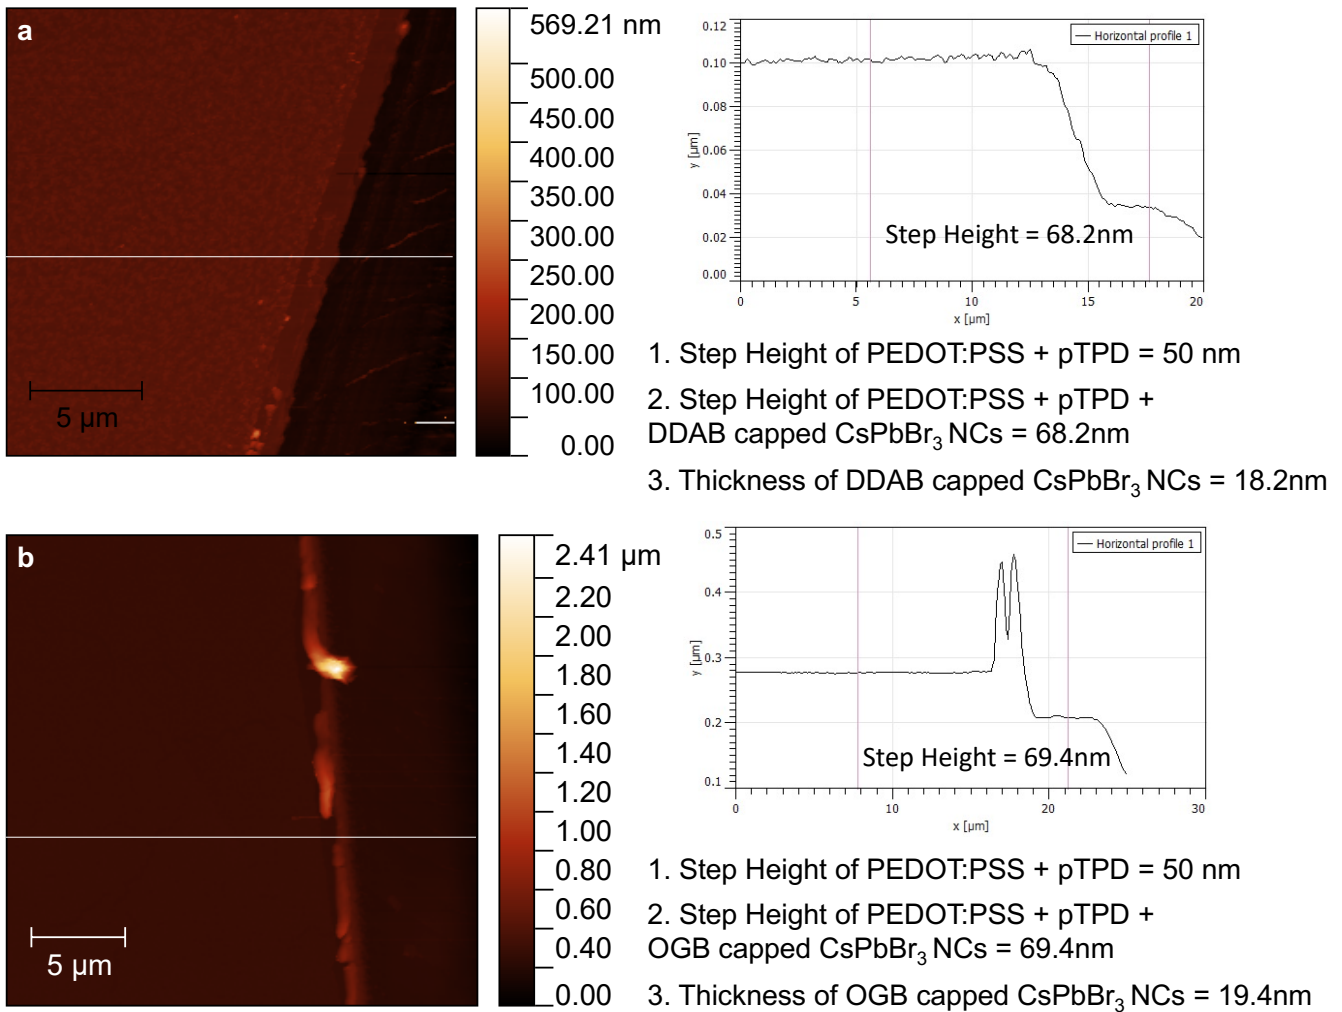 a
569.21 nm
500.00
450.00
400.00
350.00
300.00
250.00
200.00
150.00
100.00
0.00
5 µm
0.12
0.10
0.08
0.06
0.04
0.02
0.00
y [µm]
Horizontal profile 1
Step Height = 68.2nm
0 5 10 15 20
x [µm]
1. Step Height of PEDOT:PSS + pTPD = 50 nm
2. Step Height of PEDOT:PSS + pTPD +
DDAB capped CsPbBr₃ NCs = 68.2nm
3. Thickness of DDAB capped CsPbBr₃ NCs = 18.2nm
b
2.41 µm
2.20
2.00
1.80
1.60
1.40
1.20
1.00
0.80
0.60
0.40
0.00
5 µm
0.5
0.4
0.3
0.2
0.1
y [µm]
Horizontal profile 1
Step Height = 69.4nm
0 10 20 30
x [µm]
1. Step Height of PEDOT:PSS + pTPD = 50 nm
2. Step Height of PEDOT:PSS + pTPD +
OGB capped CsPbBr₃ NCs = 69.4nm
3. Thickness of OGB capped CsPbBr₃ NCs = 19.4nm